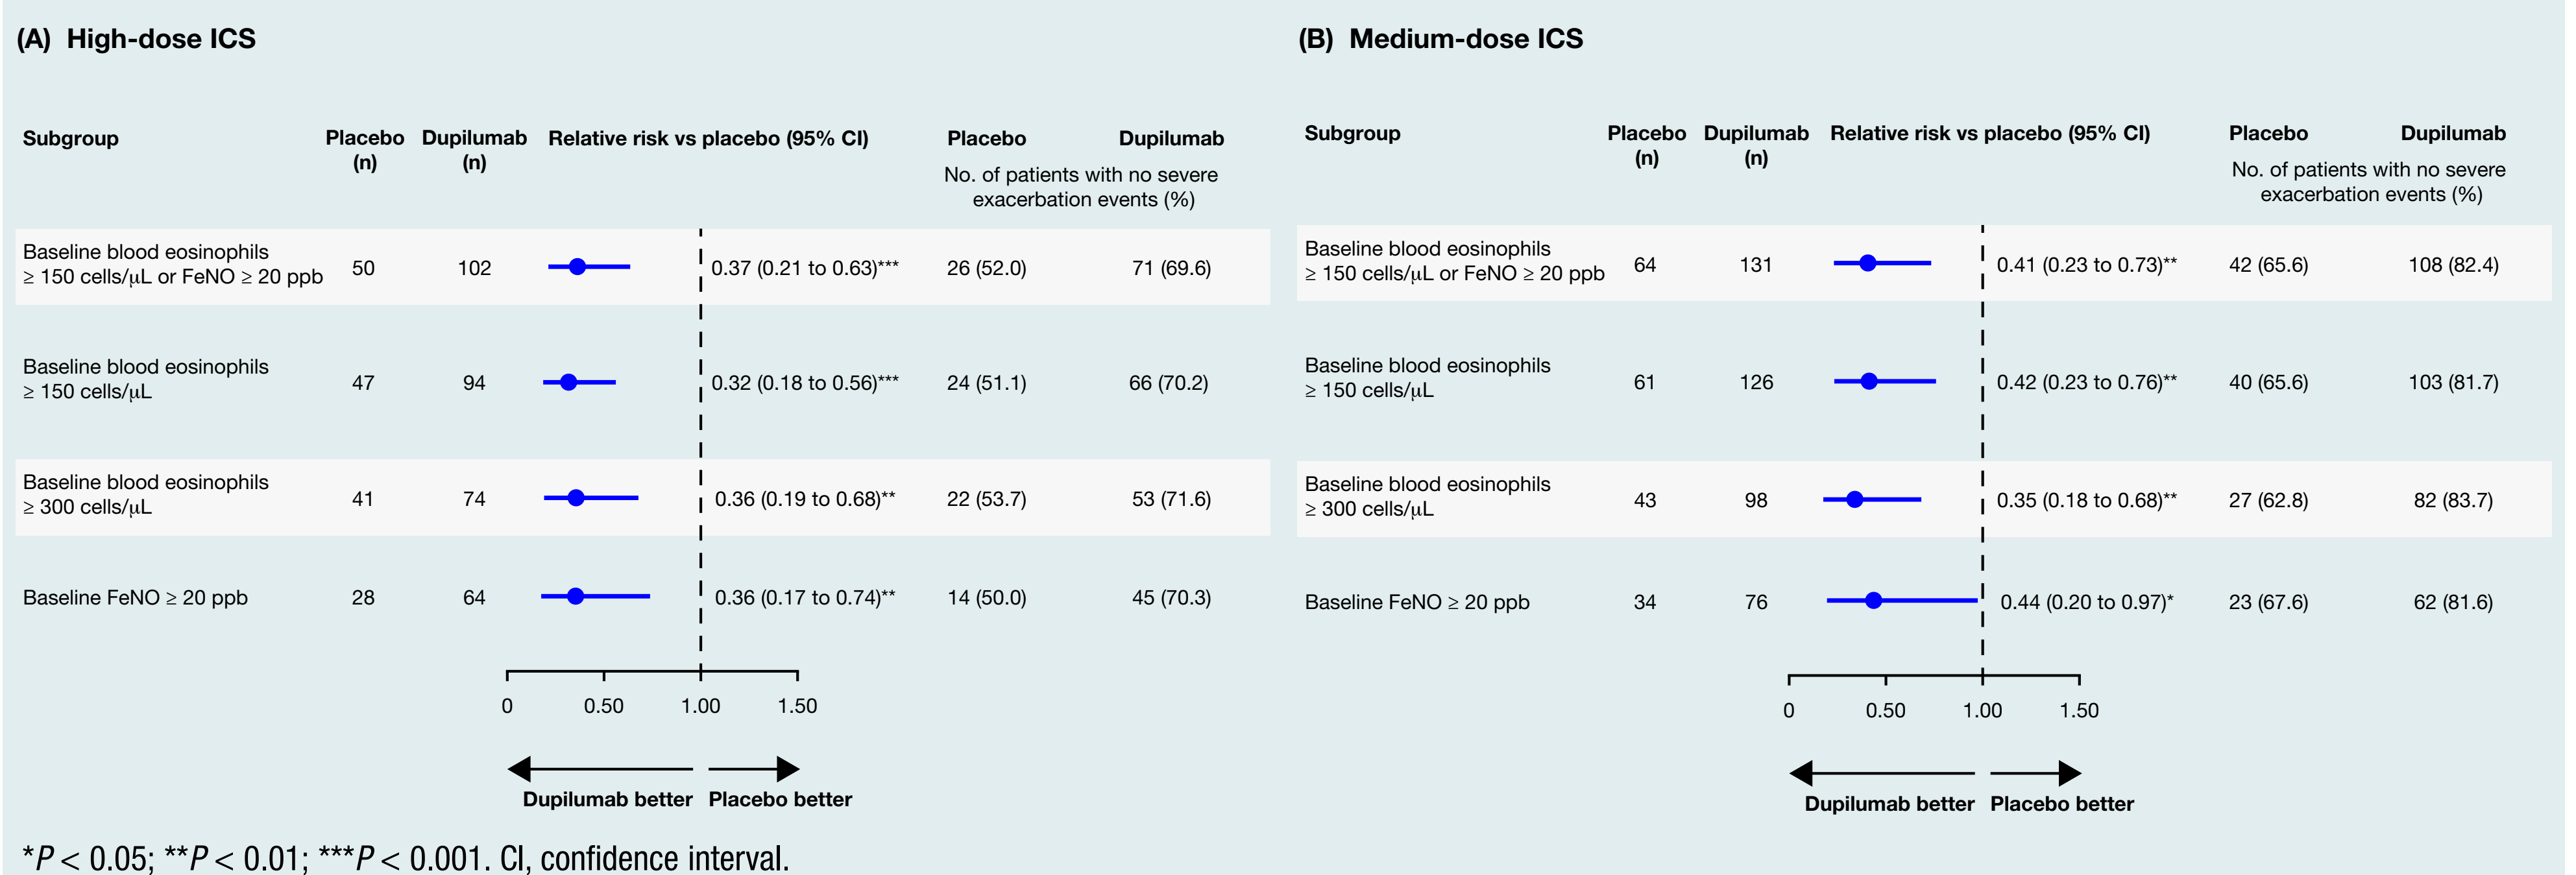 (A) High-dose ICS
Subgroup
Placebo (n)
Dupilumab (n)
Relative risk vs placebo (95% CI)
Placebo
Dupilumab
No. of patients with no severe
exacerbation events (%)
Baseline blood eosinophils
≥ 150 cells/μL or FeNO ≥ 20 ppb 50 102 0.37 (0.21 to 0.63)*** 26 (52.0) 71 (69.6)
Baseline blood eosinophils
≥ 150 cells/μL 47 94 0.32 (0.18 to 0.56)*** 24 (51.1) 66 (70.2)
Baseline blood eosinophils
≥ 300 cells/μL 41 74 0.36 (0.19 to 0.68)** 22 (53.7) 53 (71.6)
Baseline FeNO ≥ 20 ppb 28 64 0.36 (0.17 to 0.74)** 14 (50.0) 45 (70.3)
0 0.50 1.00 1.50
Dupilumab better Placebo better
(B) Medium-dose ICS
Subgroup
Placebo (n)
Dupilumab (n)
Relative risk vs placebo (95% CI)
Placebo
Dupilumab
No. of patients with no severe
exacerbation events (%)
Baseline blood eosinophils
≥ 150 cells/μL or FeNO ≥ 20 ppb 64 131 0.41 (0.23 to 0.73)** 42 (65.6) 108 (82.4)
Baseline blood eosinophils
≥ 150 cells/μL 61 126 0.42 (0.23 to 0.76)** 40 (65.6) 103 (81.7)
Baseline blood eosinophils
≥ 300 cells/μL 43 98 0.35 (0.18 to 0.68)** 27 (62.8) 82 (83.7)
Baseline FeNO ≥ 20 ppb 34 76 0.44 (0.20 to 0.97)* 23 (67.6) 62 (81.6)
0 0.50 1.00 1.50
Dupilumab better Placebo better
*P < 0.05; **P < 0.01; ***P < 0.001. CI, confidence interval.